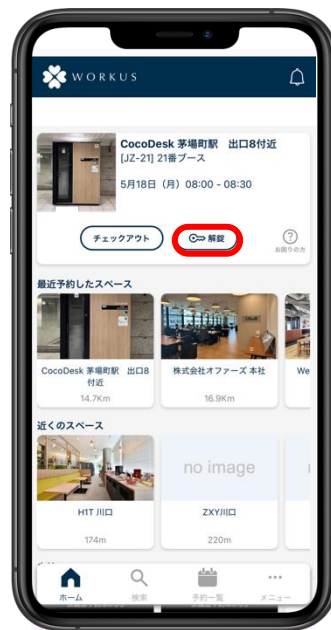 WORKUS
CocoDesk 茅場町駅 出口8付近
[JZ-21] 21番ブース
5月18日（月）08:00 - 08:30
チェックアウト
解錠
?
お困りの方
最近予約したスペース
CocoDesk 茅場町駅 出口8
付近
14.7Km
株式会社オファーズ 本社
16.9Km
We
近くのスペース
no image
H1T 川口
174m
ZXY川口
220m
ホーム
検索
予約一覧
メニュー